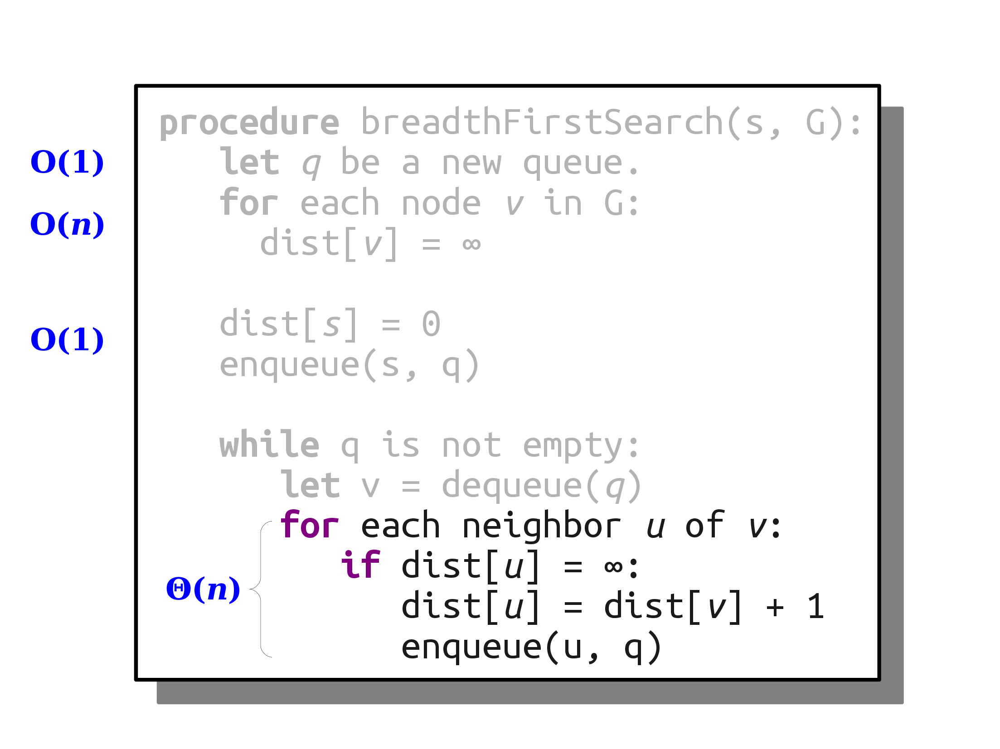 procedure breadthFirstSearch(s, G):
O(1) let q be a new queue.
for each node v in G:
O(n)
dist[v] = ∞
dist[s] = 0
O(1)
enqueue(s, q)
while q is not empty:
let v = dequeue(q)
for each neighbor u of v:
if dist[u] = ∞:
Θ(n)
dist[u] = dist[v] + 1
enqueue(u, q)